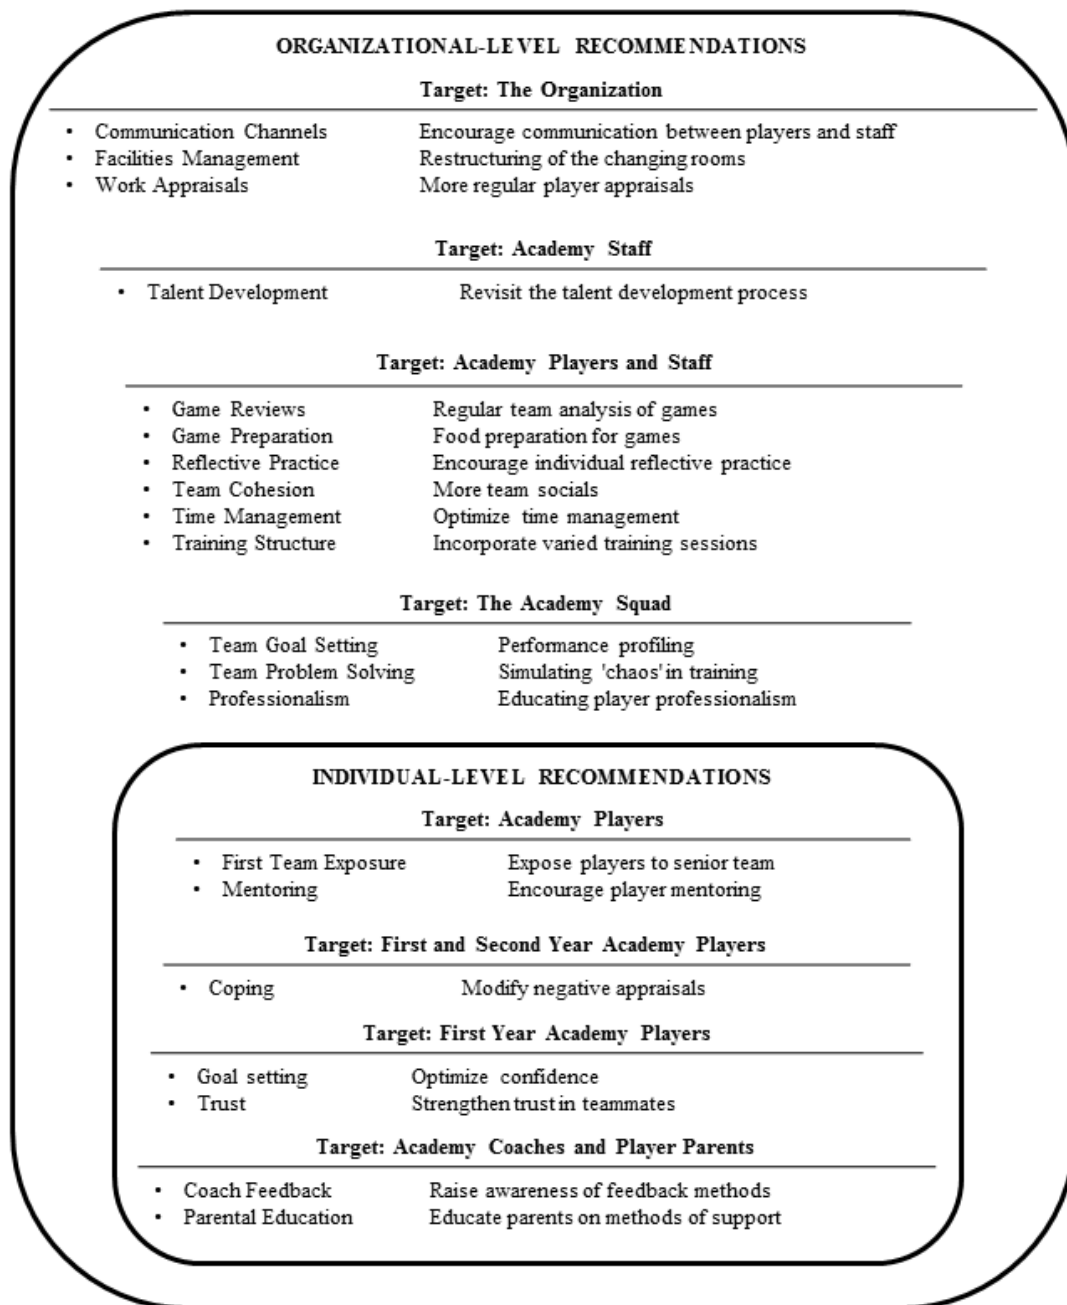 ORGANIZATIONAL-LEVEL RECOMMENDATIONS
Target: The Organization
• Communication Channels Encourage communication between players and staff
• Facilities Management Restructuring of the changing rooms
• Work Appraisals More regular player appraisals
Target: Academy Staff
• Talent Development Revisit the talent development process
Target: Academy Players and Staff
• Game Reviews Regular team analysis of games
• Game Preparation Food preparation for games
• Reflective Practice Encourage individual reflective practice
• Team Cohesion More team socials
• Time Management Optimize time management
• Training Structure Incorporate varied training sessions
Target: The Academy Squad
• Team Goal Setting Performance profiling
• Team Problem Solving Simulating 'chaos' in training
• Professionalism Educating player professionalism
INDIVIDUAL-LEVEL RECOMMENDATIONS
Target: Academy Players
• First Team Exposure Expose players to senior team
• Mentoring Encourage player mentoring
Target: First and Second Year Academy Players
• Coping Modify negative appraisals
Target: First Year Academy Players
• Goal setting Optimize confidence
• Trust Strengthen trust in teammates
Target: Academy Coaches and Player Parents
• Coach Feedback Raise awareness of feedback methods
• Parental Education Educate parents on methods of support